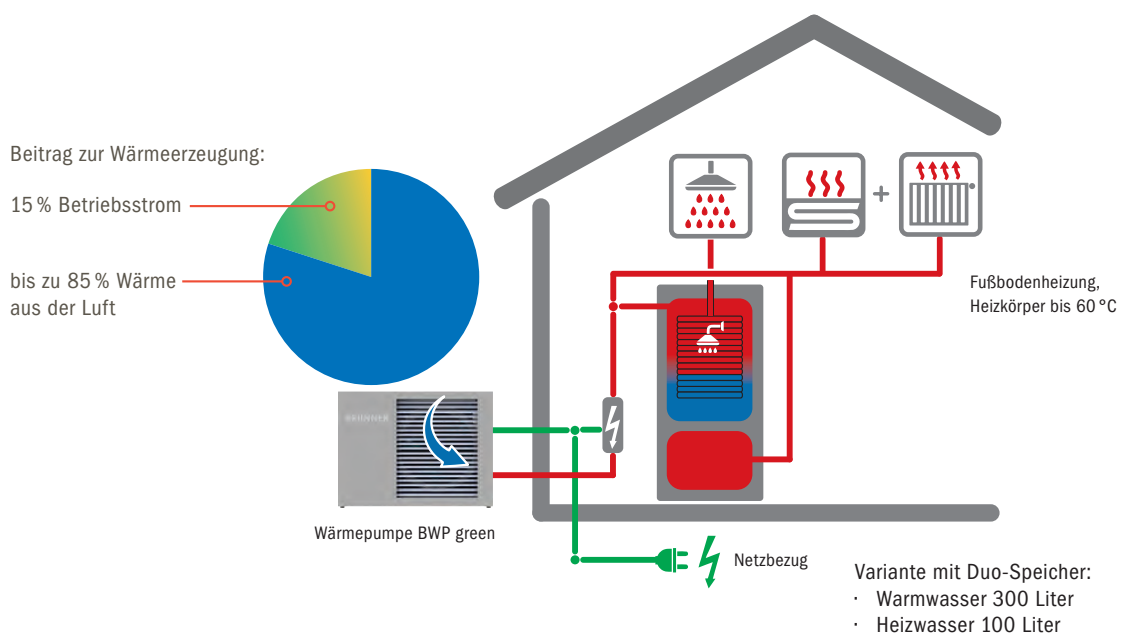 Beitrag zur Wärmeerzeugung:
15 % Betriebsstrom
bis zu 85 % Wärme
aus der Luft
+
Fußbodenheizung,
Heizkörper bis 60 °C
BRUNNER
Wärmepumpe BWP green
Netzbezug
Variante mit Duo-Speicher:
· Warmwasser 300 Liter
· Heizwasser 100 Liter